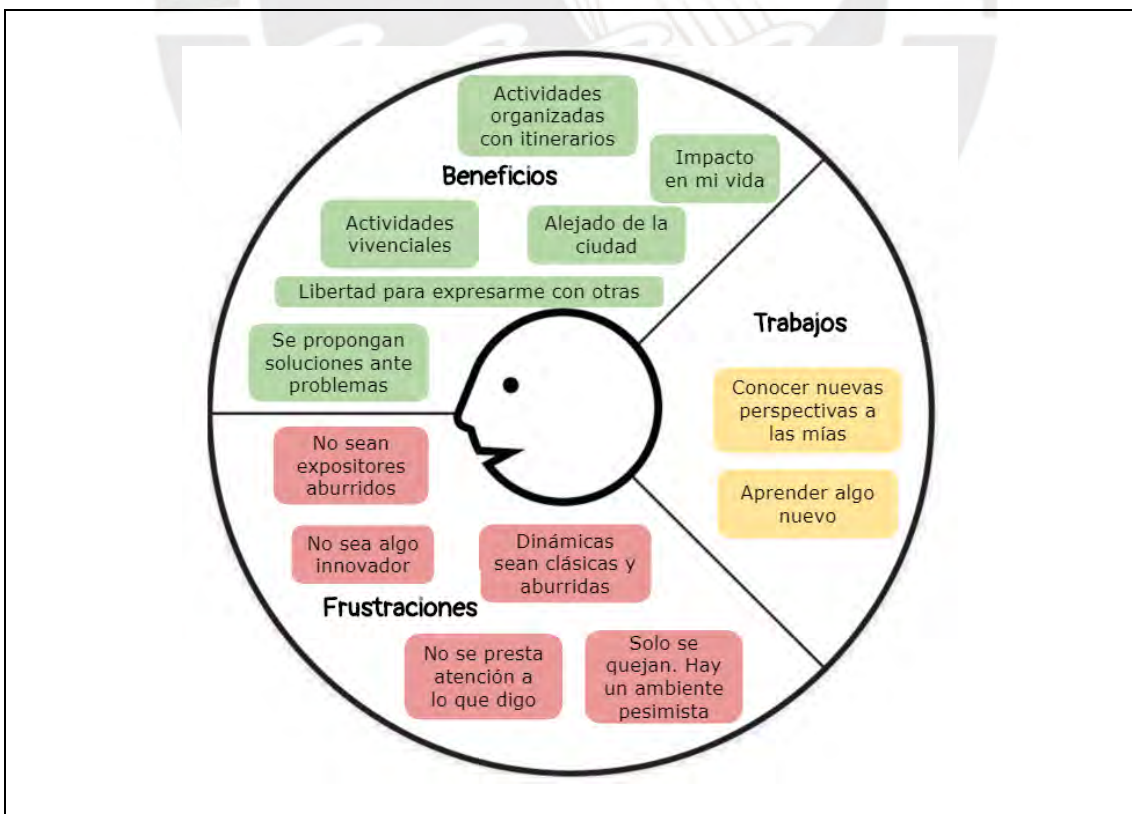 Actividades
organizadas
con itinerarios
Impacto
en mi vida
Beneficios
Actividades
vivenciales
Alejado de la
ciudad
Libertad para expresarme con otras
Se propongan
soluciones ante
problemas
Trabajos
Conocer nuevas
perspectivas a
las mías
Aprender algo
nuevo
No sean
expositores
aburridos
No sea algo
innovador
Dinámicas
sean clásicas y
aburridas
Frustraciones
No se presta
atención a
lo que digo
Solo se
quejan. Hay
un ambiente
pesimista